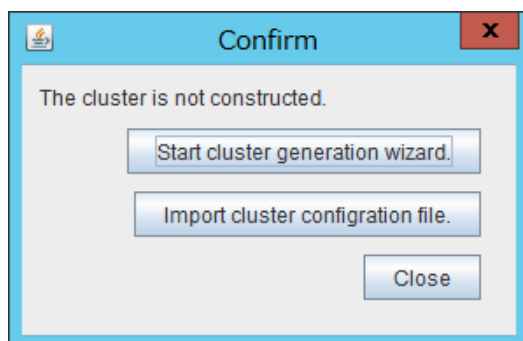 Confirm
x
The cluster is not constructed.
Start cluster generation wizard.
Import cluster configration file.
Close